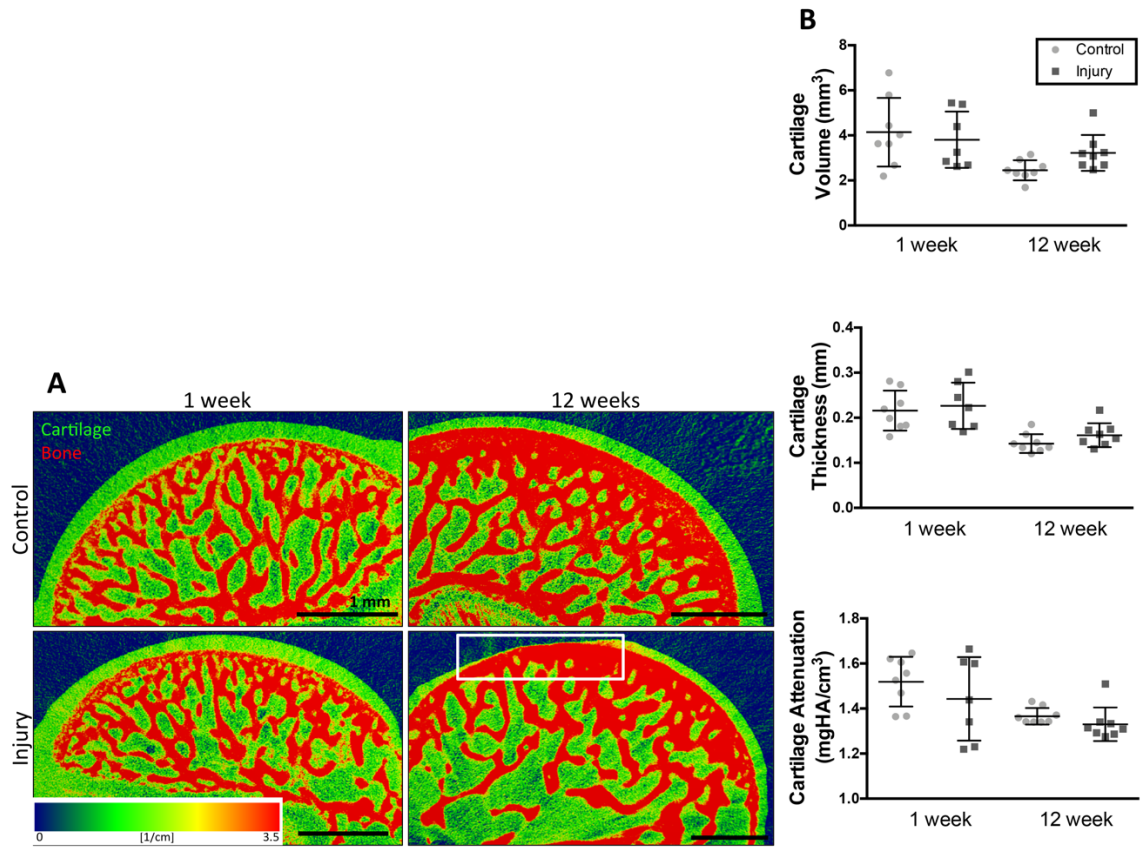 A
1 week
12 weeks
Control
Cartilage
Bone
1 mm
Injury
0
[1/cm]
3.5
B
Control
Injury
Cartilage
Volume (mm³)
8
6
4
2
0
1 week
12 week
Cartilage
Thickness (mm)
0.4
0.3
0.2
0.1
0.0
1 week
12 week
Cartilage Attenuation
(mgHA/cm³)
1.8
1.6
1.4
1.2
1.0
1 week
12 week